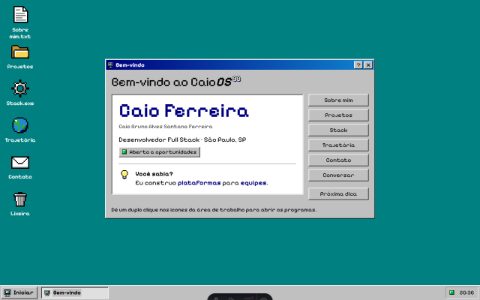 Sobre
mim.txt
Projetos
Stack.exe
Trajetória
Contato
Lixeira
Bem-vindo
Bem-vindo ao CaioOS
Caio Ferreira
Caio Bruno Alves Santana Ferreira
Desenvolvedor Full Stack · São Paulo, SP
Aberto a oportunidades
Você sabia?
Eu construo plataformas para equipes.
Sobre mim
Projetos
Stack
Trajetória
Contato
Conversar
Próxima dica
Dê um duplo clique nos ícones da área de trabalho para abrir os programas.
Iniciar
Bem-vindo